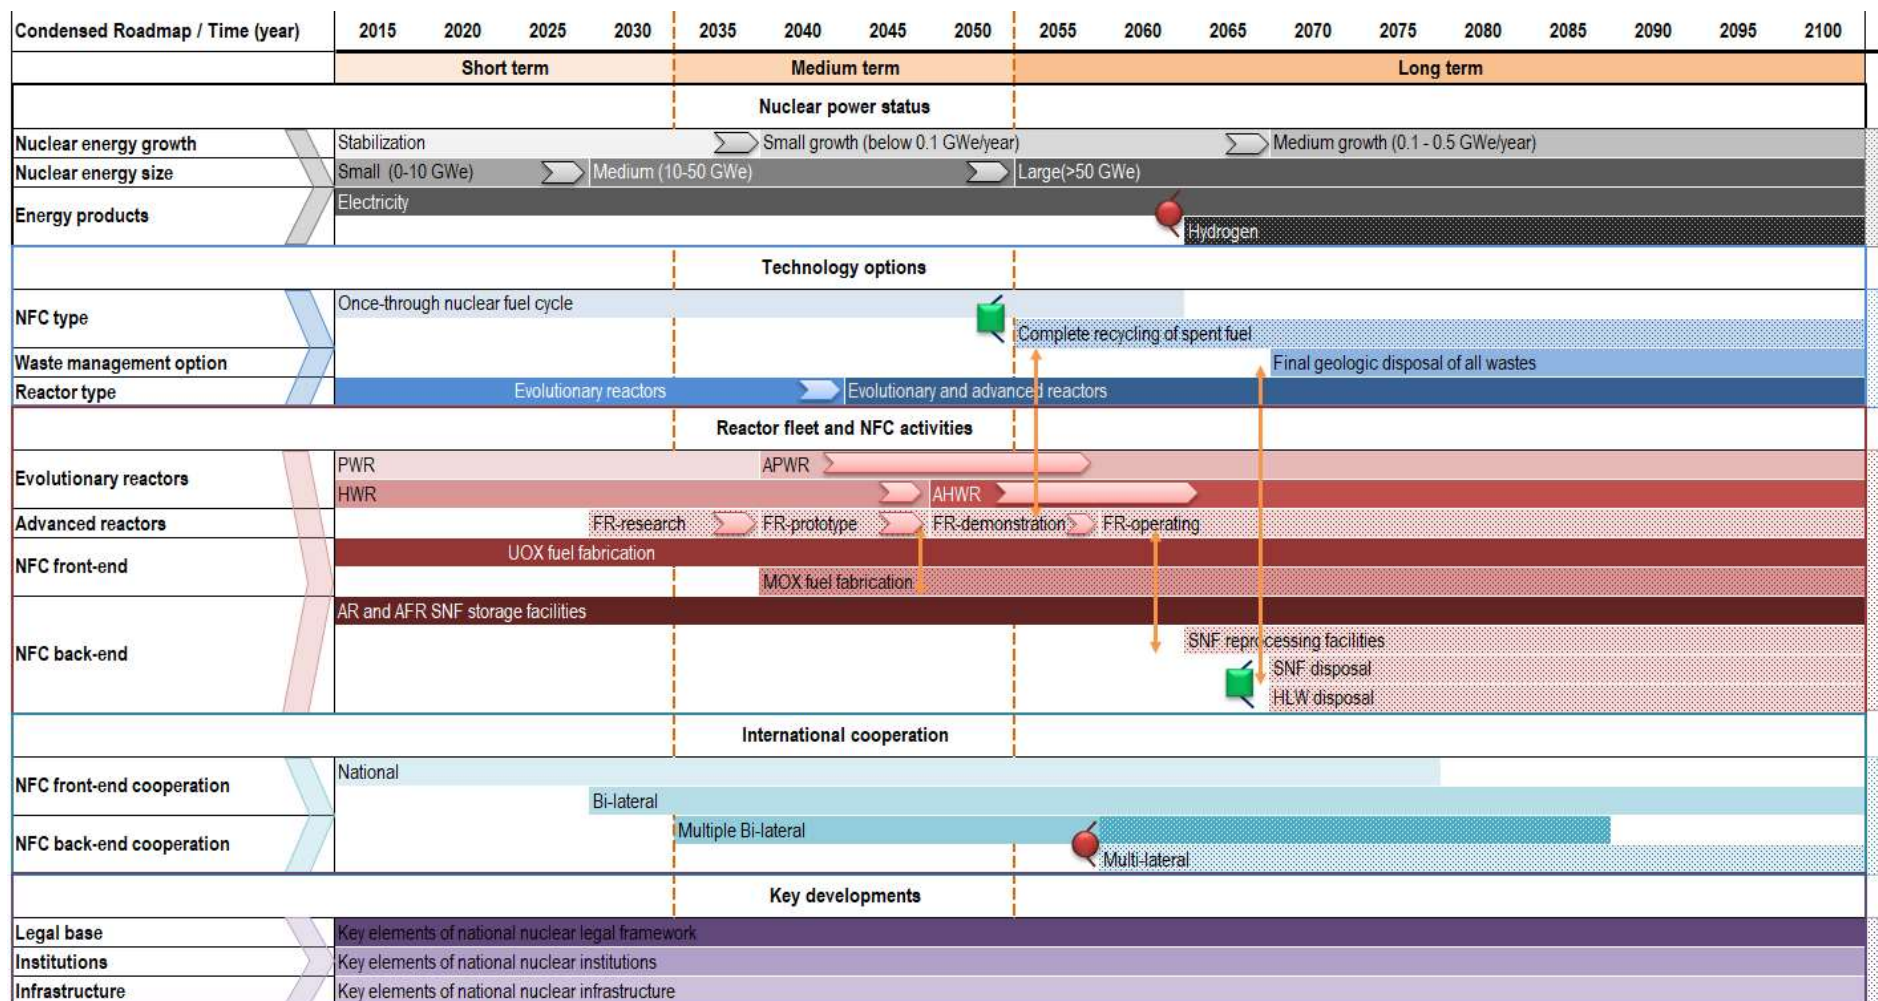 Condensed Roadmap / Time (year) 2015 2020 2025 2030 2035 2040 2045 2050 2055 2060 2065 2070 2075 2080 2085 2090 2095 2100
Short term Medium term Long term
Nuclear power status
Nuclear energy growth Stabilization Small growth (below 0.1 GWe/year) Medium growth (0.1 - 0.5 GWe/year)
Nuclear energy size Small (0-10 GWe) Medium (10-50 GWe) Large(>50 GWe)
Energy products Electricity
Hydrogen
Technology options
NFC type Once-through nuclear fuel cycle
Complete recycling of spent fuel
Waste management option Final geologic disposal of all wastes
Reactor type Evolutionary reactors Evolutionary and advanced reactors
Reactor fleet and NFC activities
Evolutionary reactors PWR APWR
HWR AHWR
Advanced reactors FR-research FR-prototype FR-demonstration FR-operating
NFC front-end UOX fuel fabrication
MOX fuel fabrication
NFC back-end AR and AFR SNF storage facilities
SNF reprocessing facilities
SNF disposal
HLW disposal
International cooperation
NFC front-end cooperation National
Bi-lateral
NFC back-end cooperation Multiple Bi-lateral
Multi-lateral
Key developments
Legal base Key elements of national nuclear legal framework
Institutions Key elements of national nuclear institutions
Infrastructure Key elements of national nuclear infrastructure